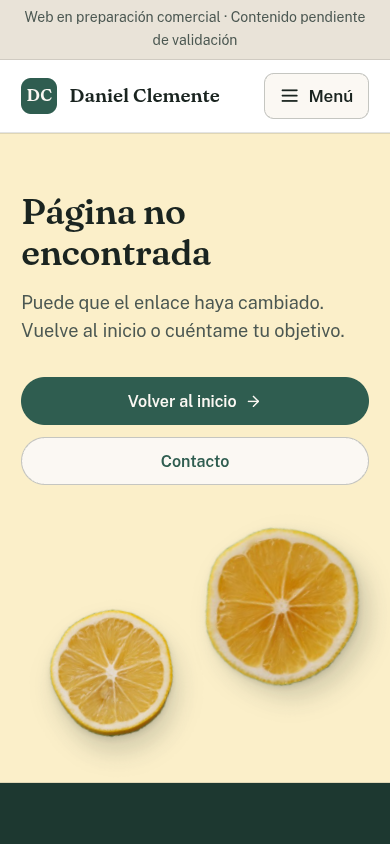 Web en preparación comercial · Contenido pendiente
de validación
DC Daniel Clemente
Menú
Página no
encontrada
Puede que el enlace haya cambiado.
Vuelve al inicio o cuéntame tu objetivo.
Volver al inicio →
Contacto